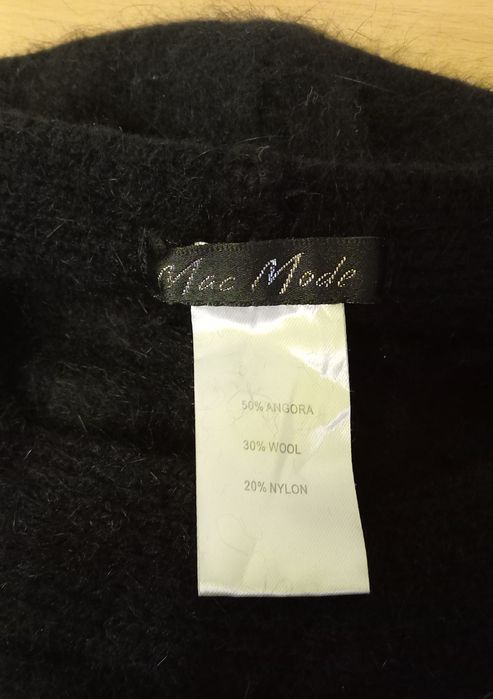 Mac Mode
50% ANGORA
30% WOOL
20% NYLON